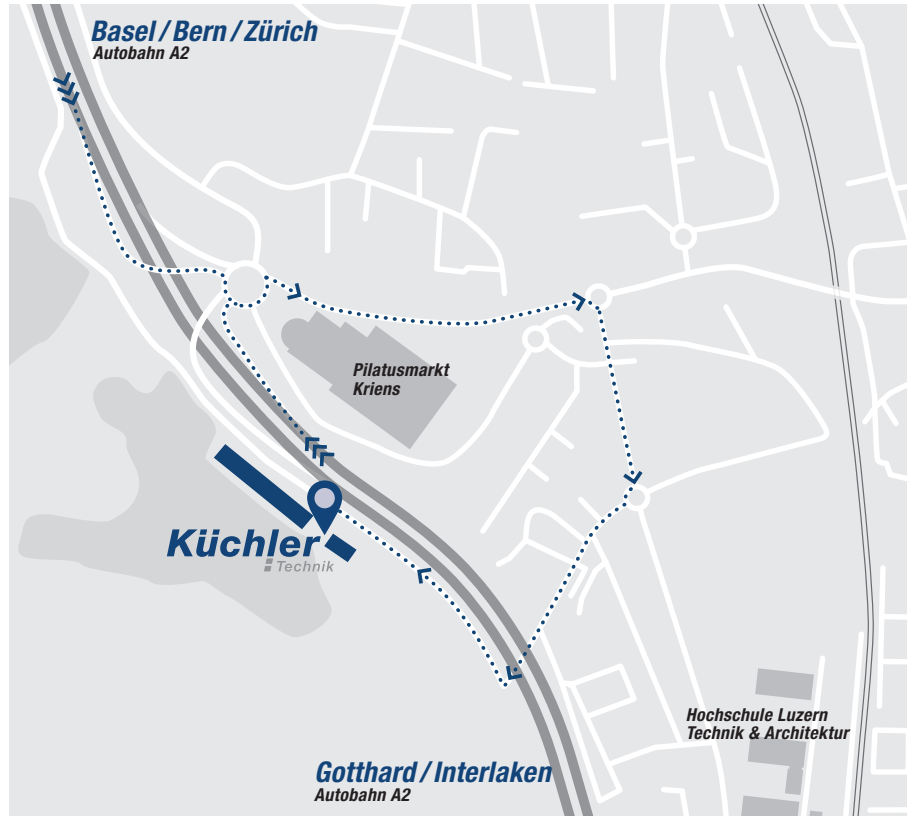 Basel / Bern / Zürich
Autobahn A2
Pilatusmarkt
Kriens
Küchler
Technik
Hochschule Luzern
Technik & Architektur
Gotthard / Interlaken
Autobahn A2